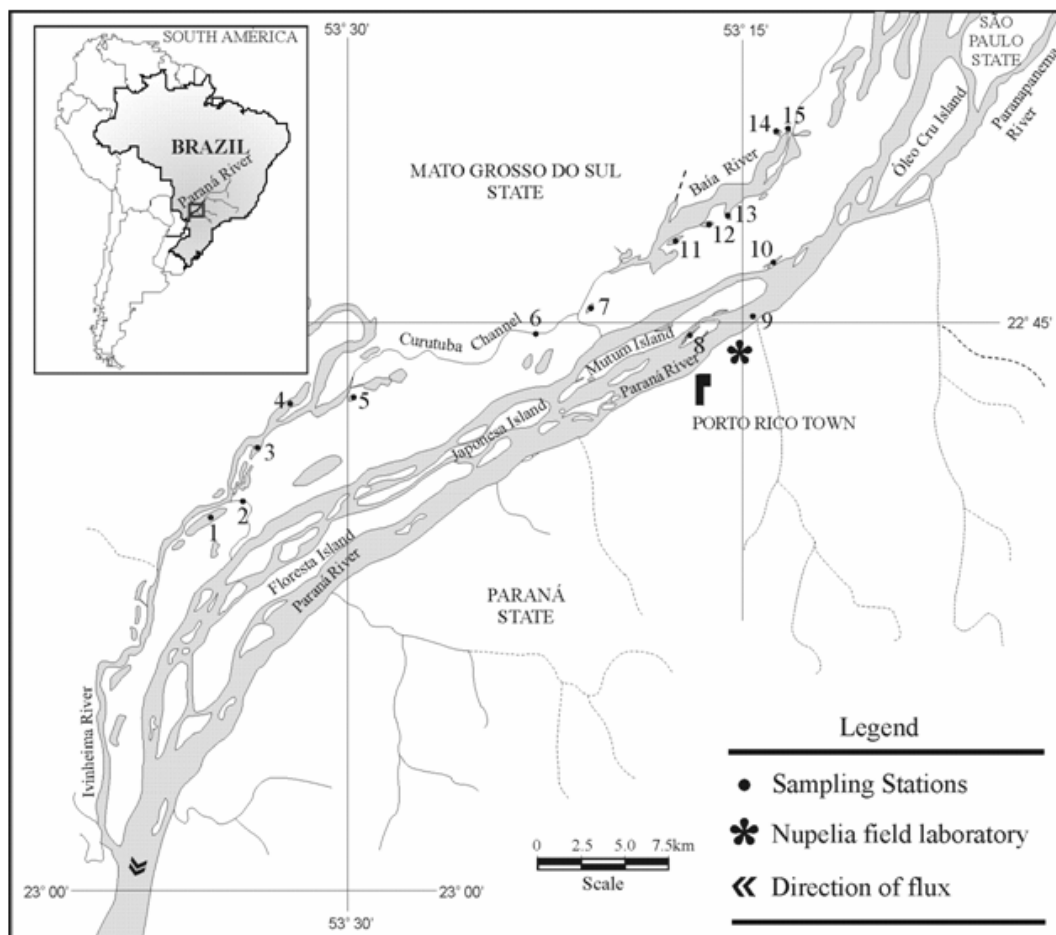 SOUTH AMÉRICA
BRAZIL
Paraná River
53° 30'
53° 15'
SÃO
PAULO
STATE
Paranapanema
River
Óleo Cru Island
14
15
MATO GROSSO DO SUL
STATE
Baía River
13
12
11
10
7
6
Curutuba Channel
9
22° 45'
8
Mutum Island
Paraná River
4
5
PORTO RICO TOWN
Japonesa Island
3
2
1
Floresta Island
Paraná River
PARANÁ
STATE
Ivinheima River
Legend
Sampling Stations
Nupelia field laboratory
Direction of flux
0 2.5 5.0 7.5km
Scale
23° 00'
23° 00'
53° 30'